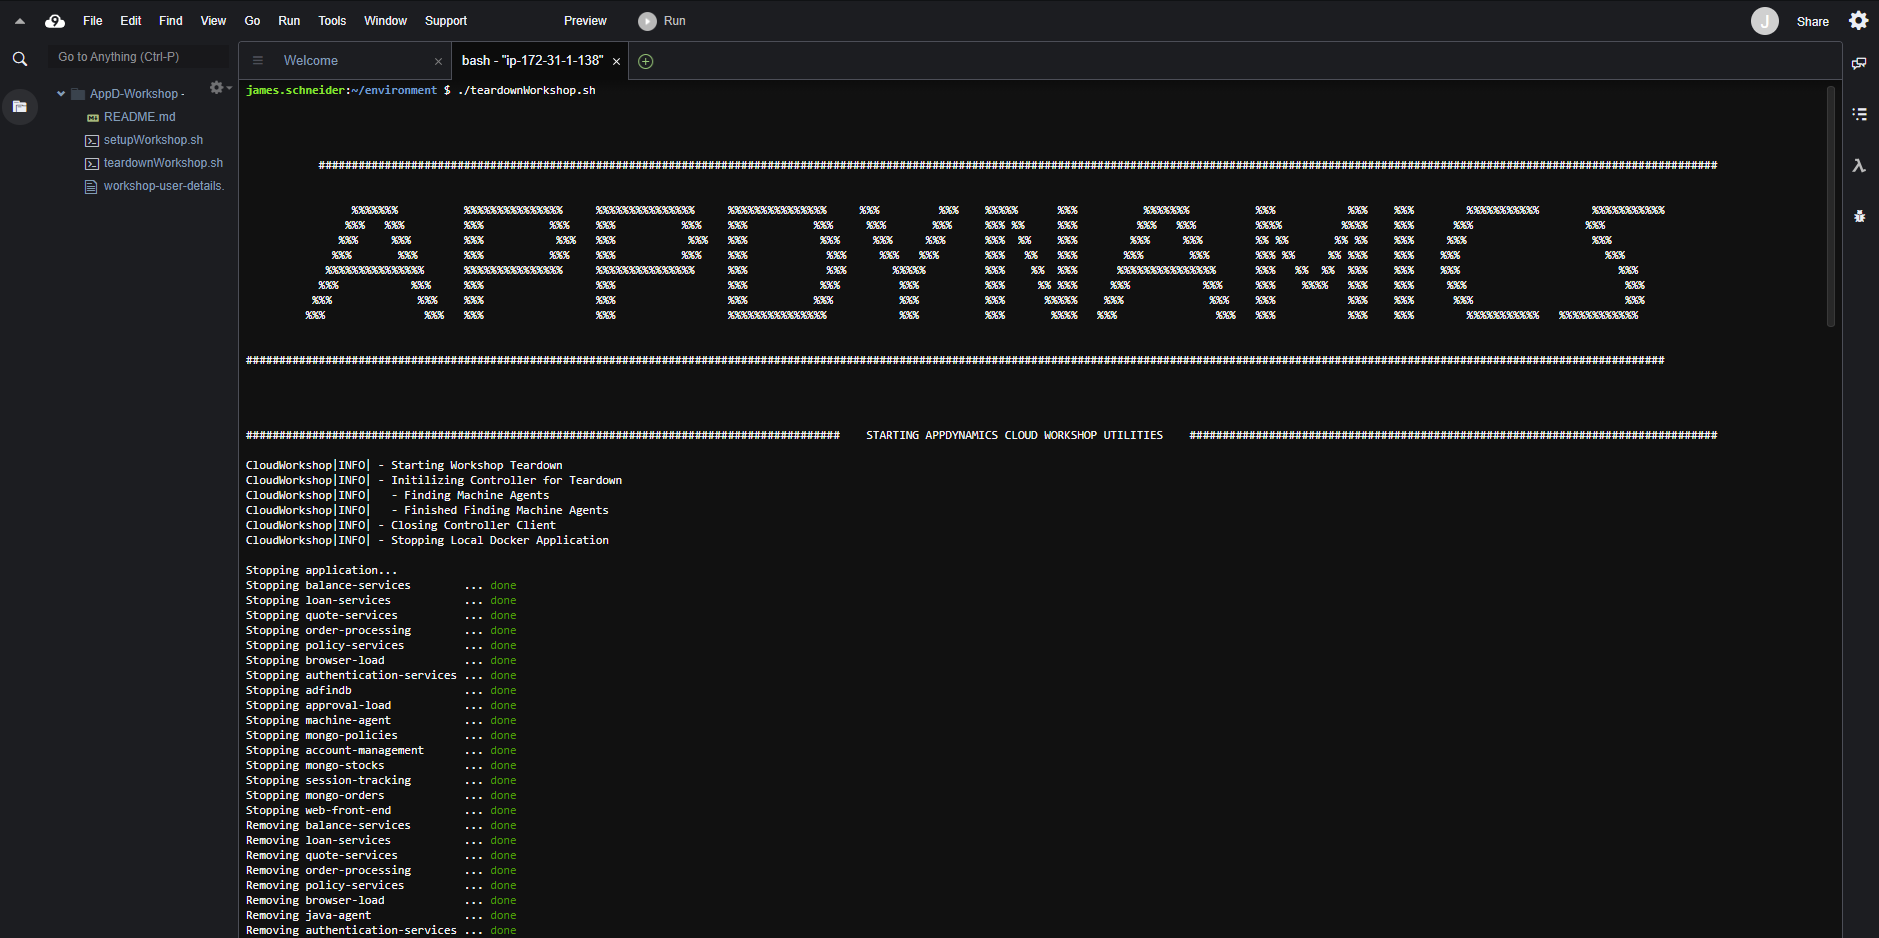 File Edit Find View Go Run Tools Window Support Preview Run J Share
Go to Anything (Ctrl-P)
Welcome
bash - "ip-172-31-1-138"
AppD-Workshop -
README.md
setupWorkshop.sh
teardownWorkshop.sh
workshop-user-details.
james.schneider:~/environment $ ./teardownWorkshop.sh
APPDYNAMICS
STARTING APPDYNAMICS CLOUD WORKSHOP UTILITIES
CloudWorkshop|INFO| - Starting Workshop Teardown
CloudWorkshop|INFO| - Initilizing Controller for Teardown
CloudWorkshop|INFO|   - Finding Machine Agents
CloudWorkshop|INFO|   - Finished Finding Machine Agents
CloudWorkshop|INFO| - Closing Controller Client
CloudWorkshop|INFO| - Stopping Local Docker Application
Stopping application...
Stopping balance-services        ... done
Stopping loan-services           ... done
Stopping quote-services          ... done
Stopping order-processing        ... done
Stopping policy-services         ... done
Stopping browser-load            ... done
Stopping authentication-services ... done
Stopping adfindb                 ... done
Stopping approval-load           ... done
Stopping machine-agent           ... done
Stopping mongo-policies          ... done
Stopping account-management      ... done
Stopping mongo-stocks            ... done
Stopping session-tracking        ... done
Stopping mongo-orders            ... done
Stopping web-front-end           ... done
Removing balance-services        ... done
Removing loan-services           ... done
Removing quote-services          ... done
Removing order-processing        ... done
Removing policy-services         ... done
Removing browser-load            ... done
Removing java-agent              ... done
Removing authentication-services ... done